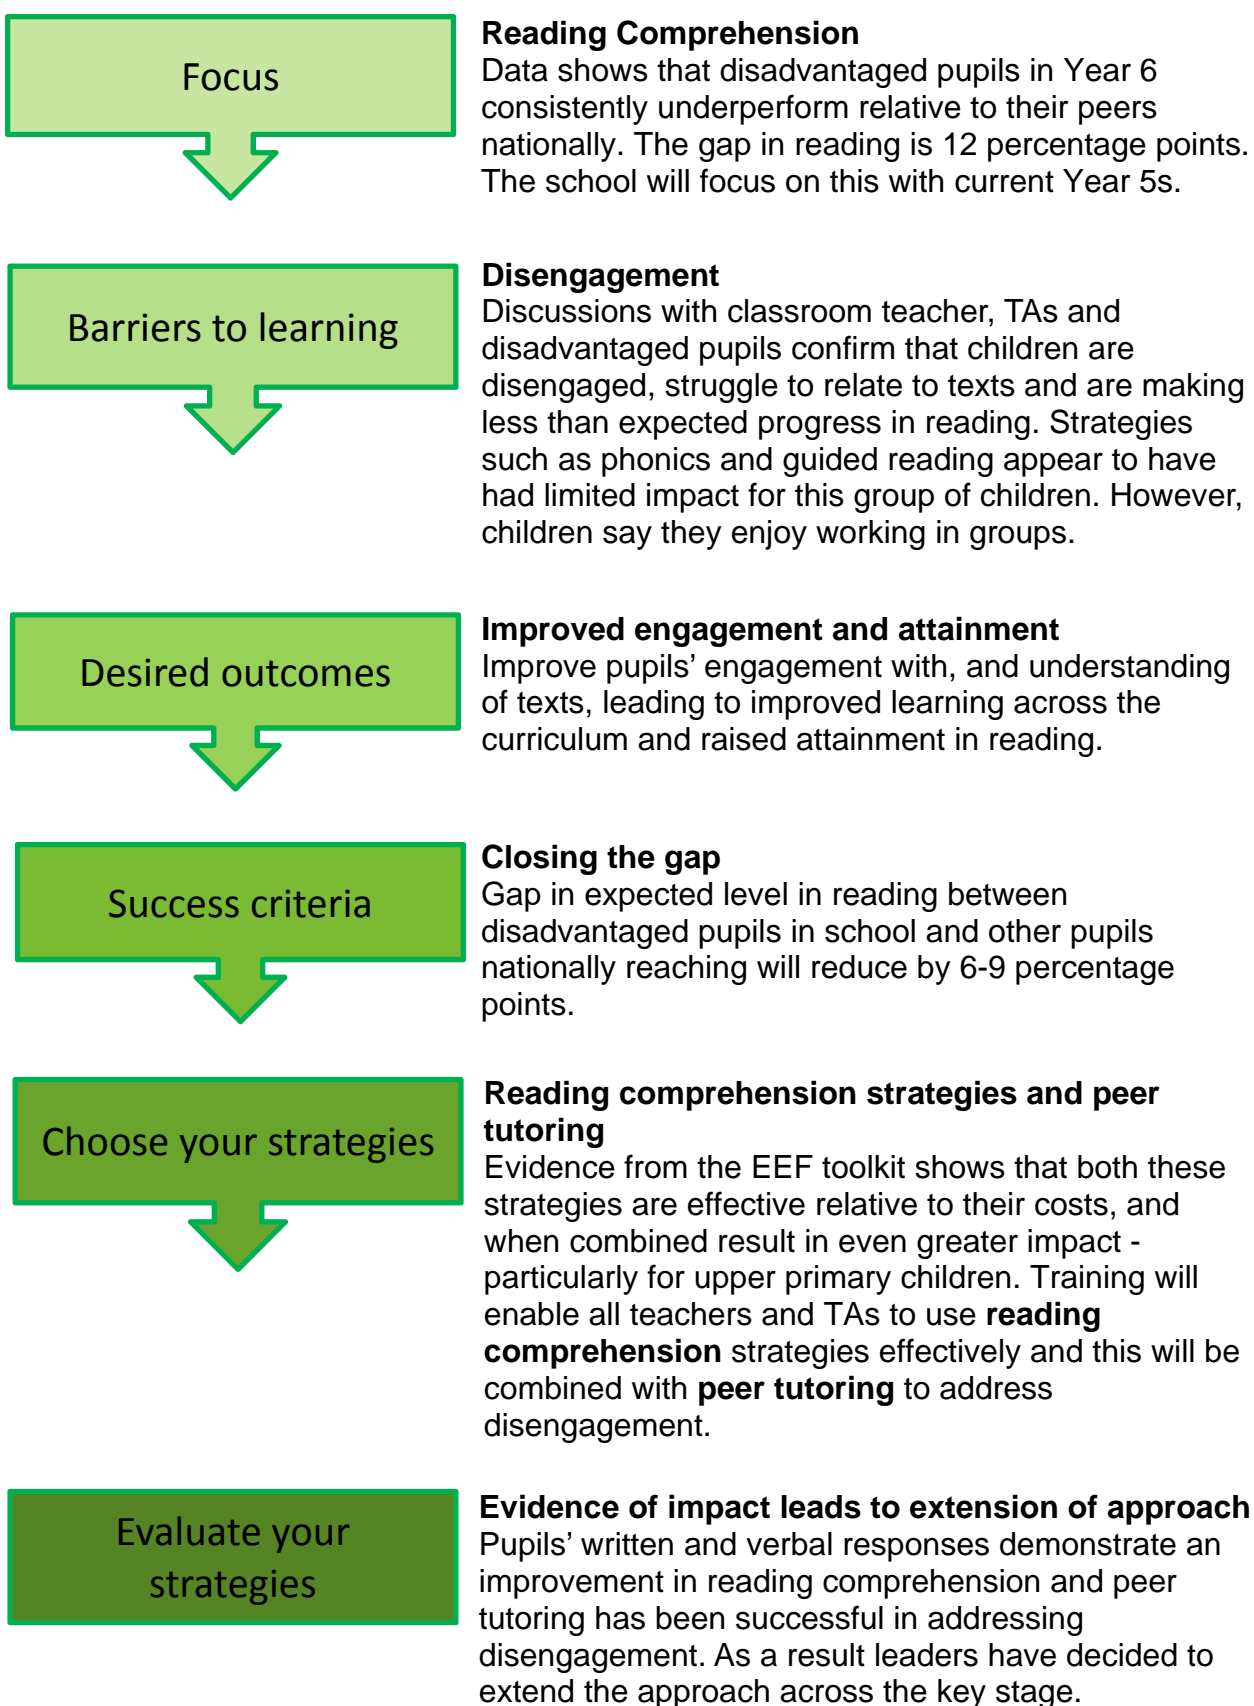 Focus
Reading Comprehension
Data shows that disadvantaged pupils in Year 6
consistently underperform relative to their peers
nationally. The gap in reading is 12 percentage points.
The school will focus on this with current Year 5s.
Barriers to learning
Disengagement
Discussions with classroom teacher, TAs and
disadvantaged pupils confirm that children are
disengaged, struggle to relate to texts and are making
less than expected progress in reading. Strategies
such as phonics and guided reading appear to have
had limited impact for this group of children. However,
children say they enjoy working in groups.
Desired outcomes
Improved engagement and attainment
Improve pupils’ engagement with, and understanding
of texts, leading to improved learning across the
curriculum and raised attainment in reading.
Success criteria
Closing the gap
Gap in expected level in reading between
disadvantaged pupils in school and other pupils
nationally reaching will reduce by 6-9 percentage
points.
Choose your strategies
Reading comprehension strategies and peer
tutoring
Evidence from the EEF toolkit shows that both these
strategies are effective relative to their costs, and
when combined result in even greater impact -
particularly for upper primary children. Training will
enable all teachers and TAs to use reading
comprehension strategies effectively and this will be
combined with peer tutoring to address
disengagement.
Evaluate your
strategies
Evidence of impact leads to extension of approach
Pupils’ written and verbal responses demonstrate an
improvement in reading comprehension and peer
tutoring has been successful in addressing
disengagement. As a result leaders have decided to
extend the approach across the key stage.